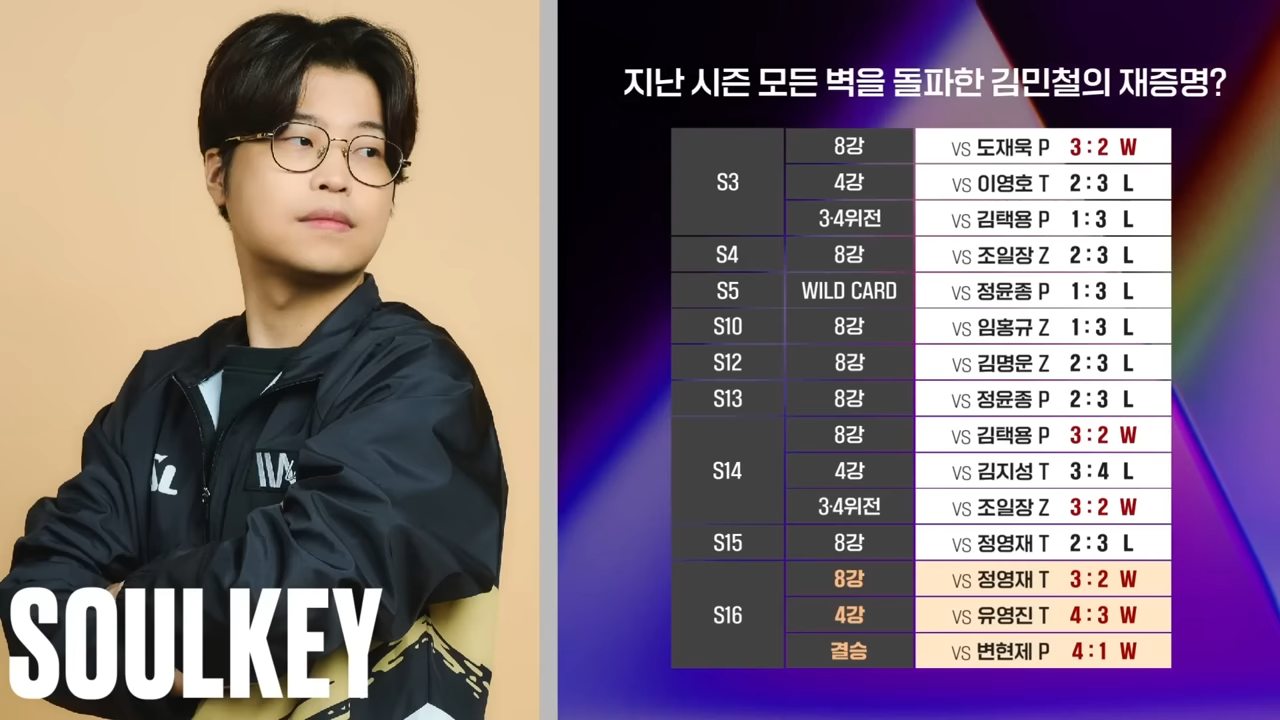 SOULKEY
지난 시즌 모든 벽을 돌파한 김민철의 재증명?
S3
8강 VS 도재욱 P 3:2 W
4강 VS 이영호 T 2:3 L
3·4위전 VS 김택용 P 1:3 L
S4 8강 VS 조일장 Z 2:3 L
S5 WILD CARD VS 정윤종 P 1:3 L
S10 8강 VS 임홍규 Z 1:3 L
S12 8강 VS 김명운 Z 2:3 L
S13 8강 VS 정윤종 P 2:3 L
S14
8강 VS 김택용 P 3:2 W
4강 VS 김지성 T 3:4 L
3·4위전 VS 조일장 Z 3:2 W
S15 8강 VS 정영재 T 2:3 L
S16
8강 VS 정영재 T 3:2 W
4강 VS 유영진 T 4:3 W
결승 VS 변현제 P 4:1 W